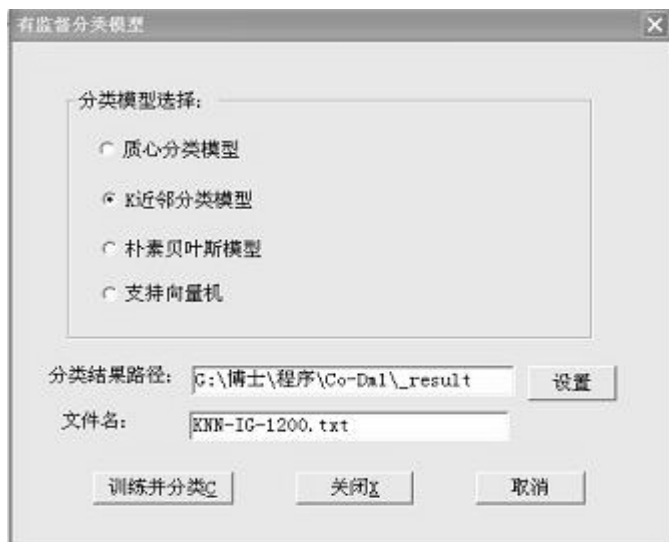 有监督分类模型
分类模型选择:
质心分类模型
K近邻分类模型
朴素贝叶斯模型
支持向量机
分类结果路径: G:\博士\程序\Co-Dml\_result 设置
文件名: KNN-IG-1200.txt
训练并分类C 关闭X 取消